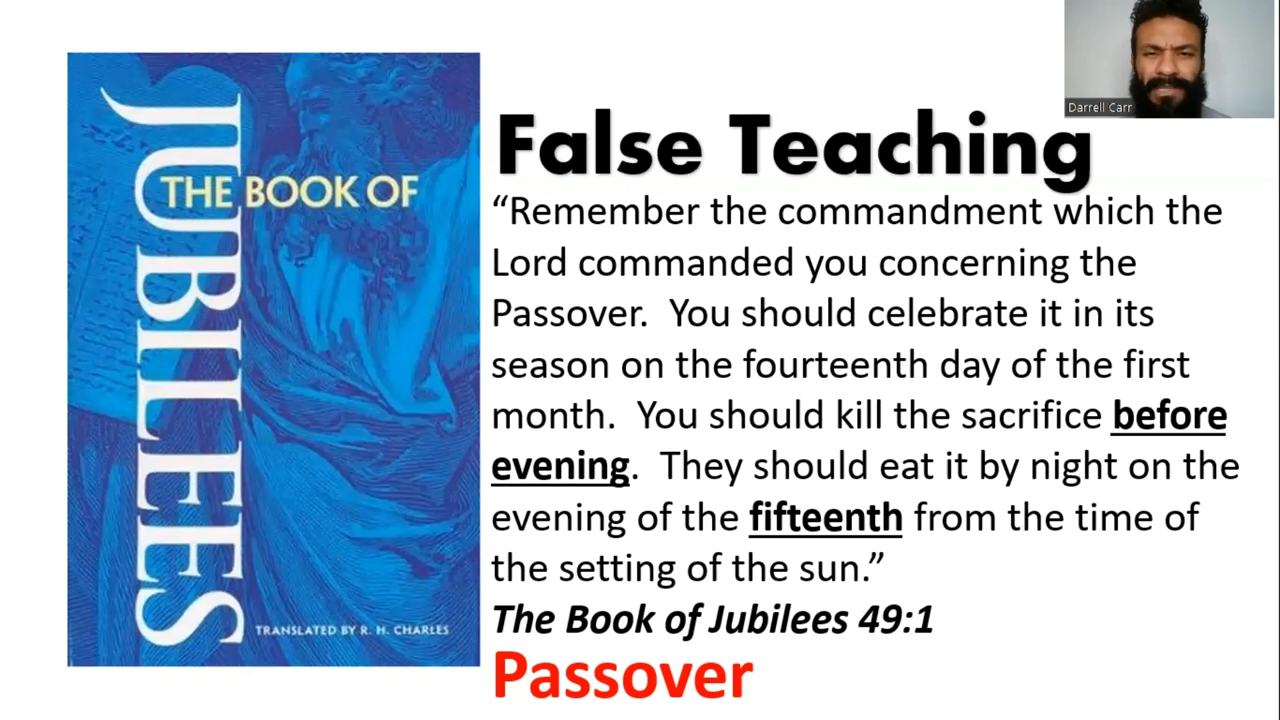 THE BOOK OF
JUBILEES
TRANSLATED BY R. H. CHARLES
Darrell Carr
False Teaching
“Remember the commandment which the
Lord commanded you concerning the
Passover.  You should celebrate it in its
season on the fourteenth day of the first
month.  You should kill the sacrifice before
evening.  They should eat it by night on the
evening of the fifteenth from the time of
the setting of the sun.”
The Book of Jubilees 49:1
Passover